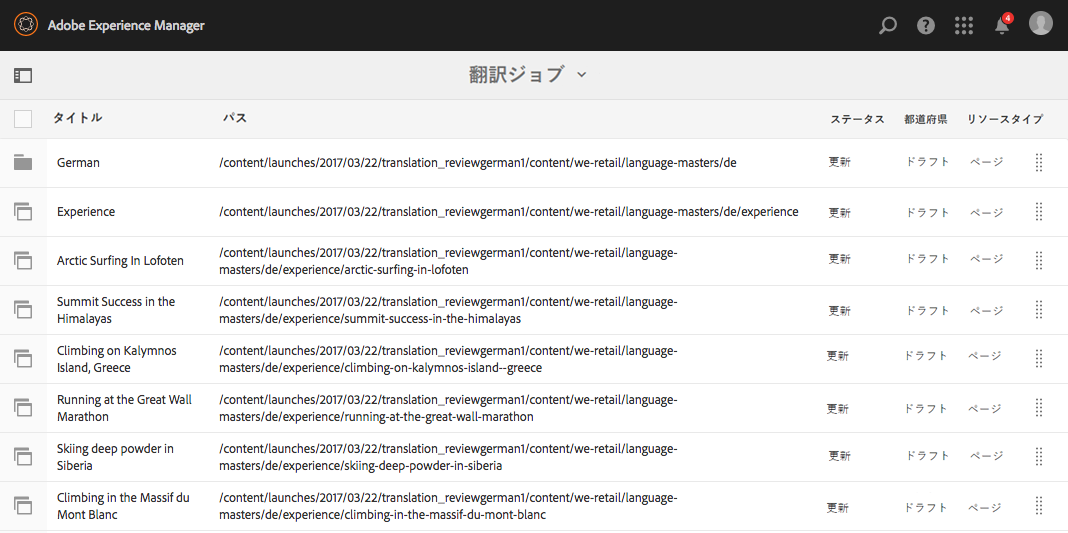 Adobe Experience Manager
4
翻訳ジョブ
タイトル パス ステータス 都道府県 リソースタイプ
German /content/launches/2017/03/22/translation_reviewgerman1/content/we-retail/language-masters/de 更新 ドラフト ページ
Experience /content/launches/2017/03/22/translation_reviewgerman1/content/we-retail/language-masters/de/experience 更新 ドラフト ページ
Arctic Surfing In Lofoten /content/launches/2017/03/22/translation_reviewgerman1/content/we-retail/language-
masters/de/experience/arctic-surfing-in-lofoten 更新 ドラフト ページ
Summit Success in the /content/launches/2017/03/22/translation_reviewgerman1/content/we-retail/language-
Himalayas masters/de/experience/summit-success-in-the-himalayas 更新 ドラフト ページ
Climbing on Kalymnos /content/launches/2017/03/22/translation_reviewgerman1/content/we-retail/language-
Island, Greece masters/de/experience/climbing-on-kalymnos-island--greece 更新 ドラフト ページ
Running at the Great Wall /content/launches/2017/03/22/translation_reviewgerman1/content/we-retail/language-
Marathon masters/de/experience/running-at-the-great-wall-marathon 更新 ドラフト ページ
Skiing deep powder in /content/launches/2017/03/22/translation_reviewgerman1/content/we-retail/language-
Siberia masters/de/experience/skiing-deep-powder-in-siberia 更新 ドラフト ページ
Climbing in the Massif du /content/launches/2017/03/22/translation_reviewgerman1/content/we-retail/language-
Mont Blanc masters/de/experience/climbing-in-the-massif-du-mont-blanc 更新 ドラフト ページ